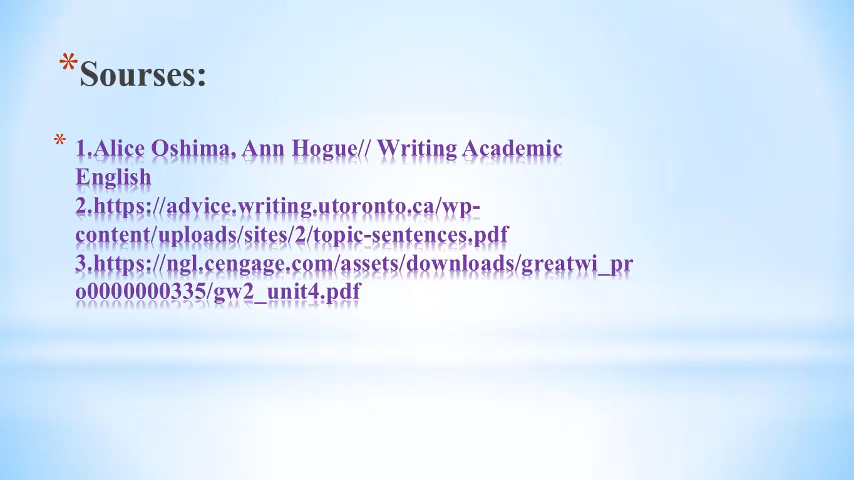 *Sourses:
* 1.Alice Oshima, Ann Hogue// Writing Academic
English
2.https://advice.writing.utoronto.ca/wp-
content/uploads/sites/2/topic-sentences.pdf
3.https://ngl.cengage.com/assets/downloads/greatwi_pr
o0000000335/gw2_unit4.pdf